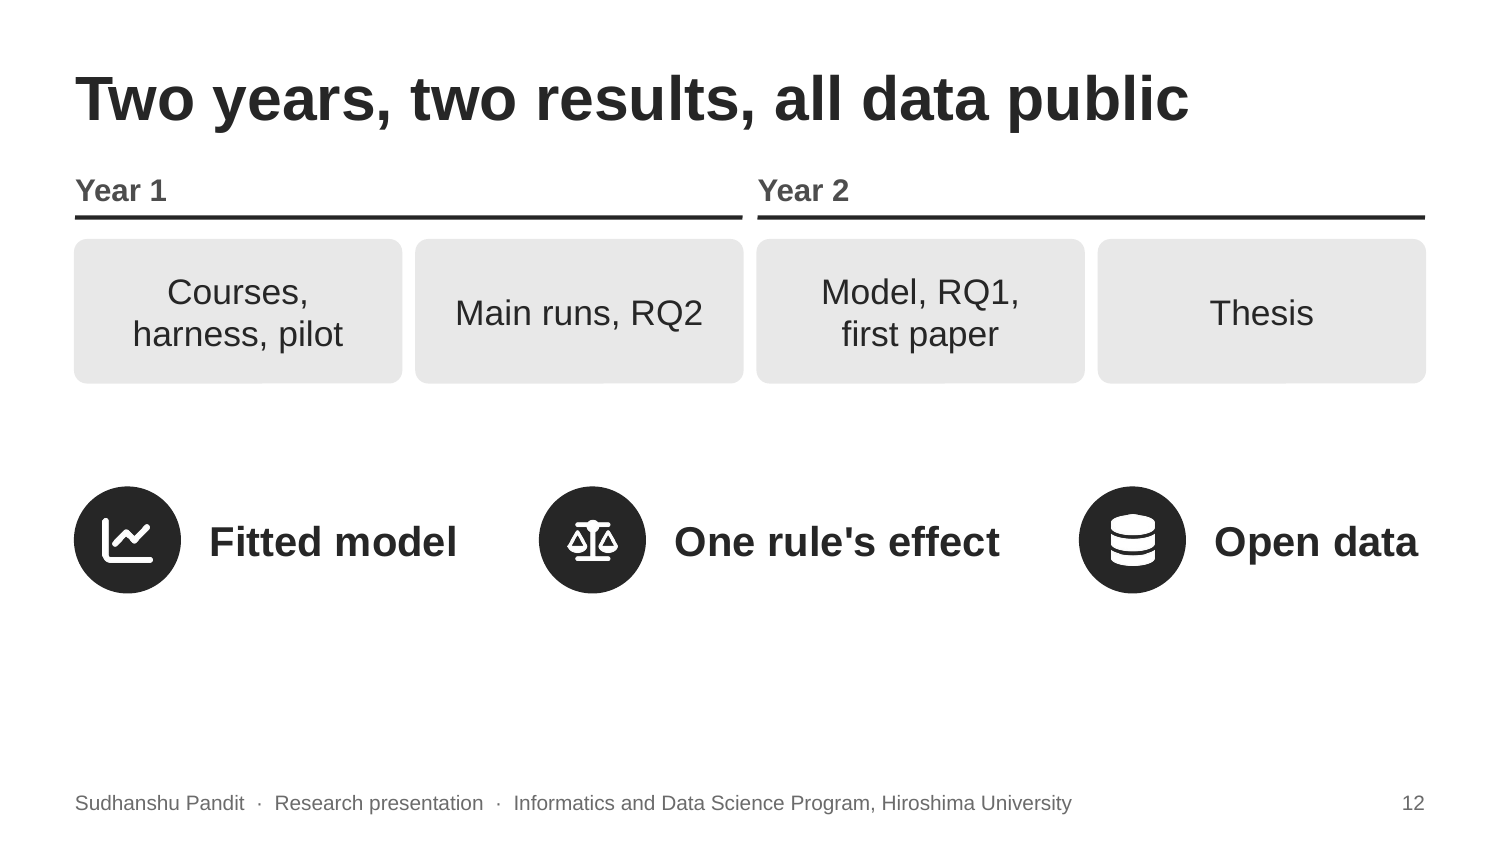 Two years, two results, all data public
Year 1
Year 2
Courses,
harness, pilot
Main runs, RQ2
Model, RQ1,
first paper
Thesis
Fitted model
One rule's effect
Open data
Sudhanshu Pandit · Research presentation · Informatics and Data Science Program, Hiroshima University
12